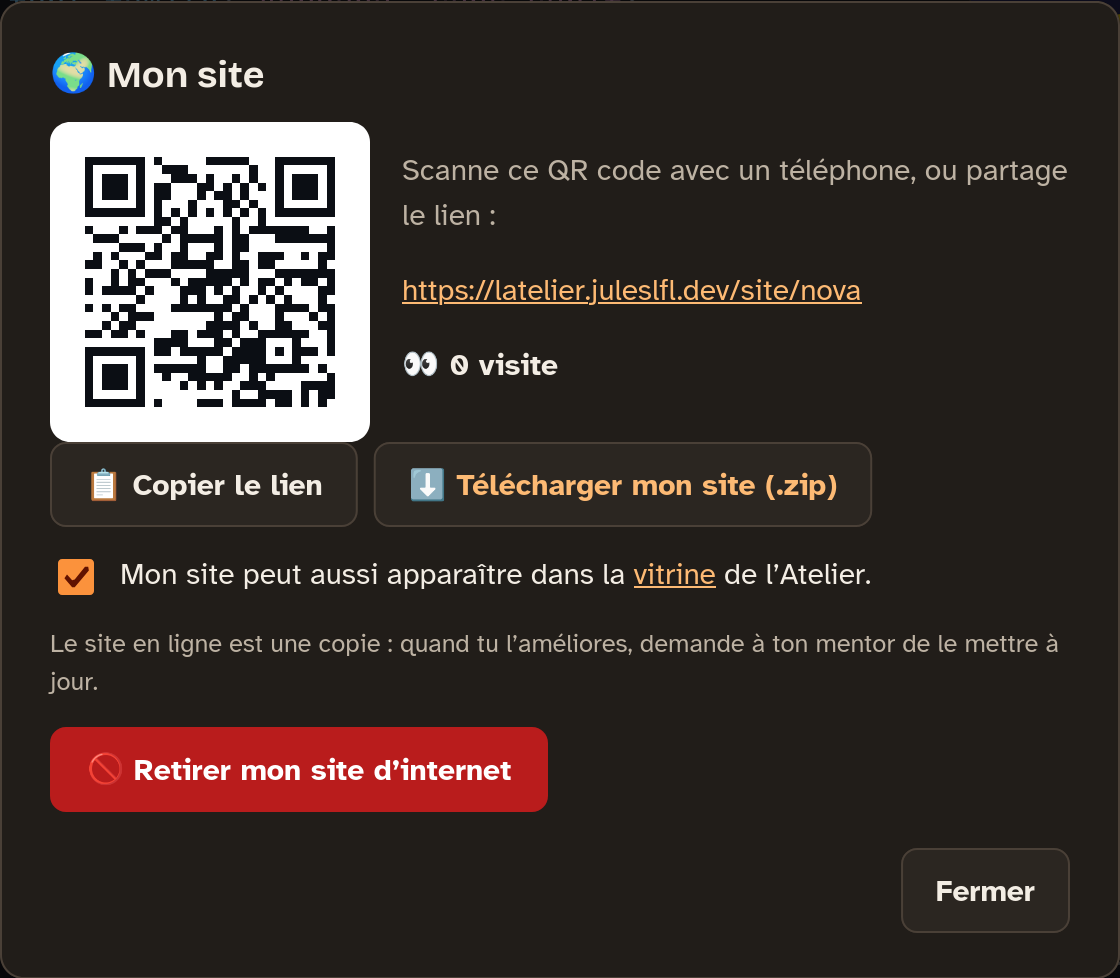 🌍 Mon site
Scanne ce QR code avec un téléphone, ou partage
le lien :
https://latelier.juleslfl.dev/site/nova
👀 0 visite
📋 Copier le lien
⬇️ Télécharger mon site (.zip)
Mon site peut aussi apparaître dans la vitrine de l’Atelier.
Le site en ligne est une copie : quand tu l’améliores, demande à ton mentor de le mettre à
jour.
🚫 Retirer mon site d’internet
Fermer